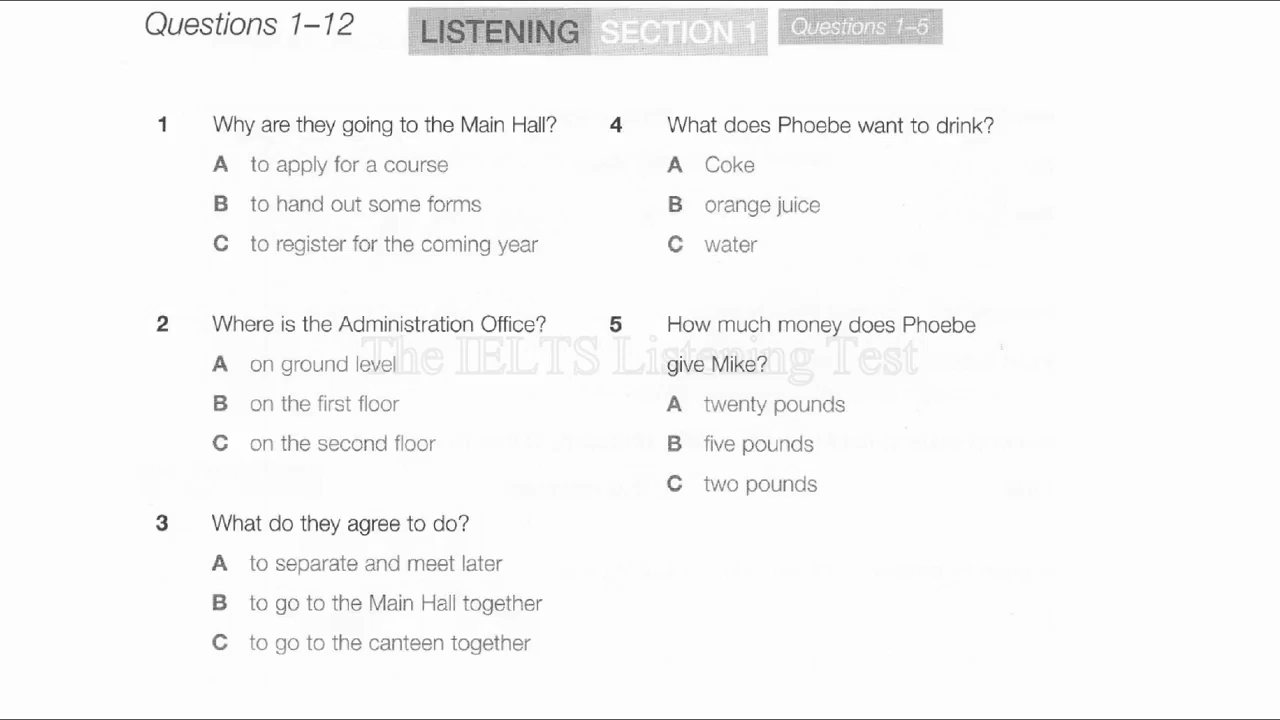 Questions 1–12
LISTENING SECTION 1 Questions 1–5
1 Why are they going to the Main Hall?
A to apply for a course
B to hand out some forms
C to register for the coming year
2 Where is the Administration Office?
A on ground level
B on the first floor
C on the second floor
3 What do they agree to do?
A to separate and meet later
B to go to the Main Hall together
C to go to the canteen together
4 What does Phoebe want to drink?
A Coke
B orange juice
C water
5 How much money does Phoebe
give Mike?
A twenty pounds
B five pounds
C two pounds
The IELTS Listening Test